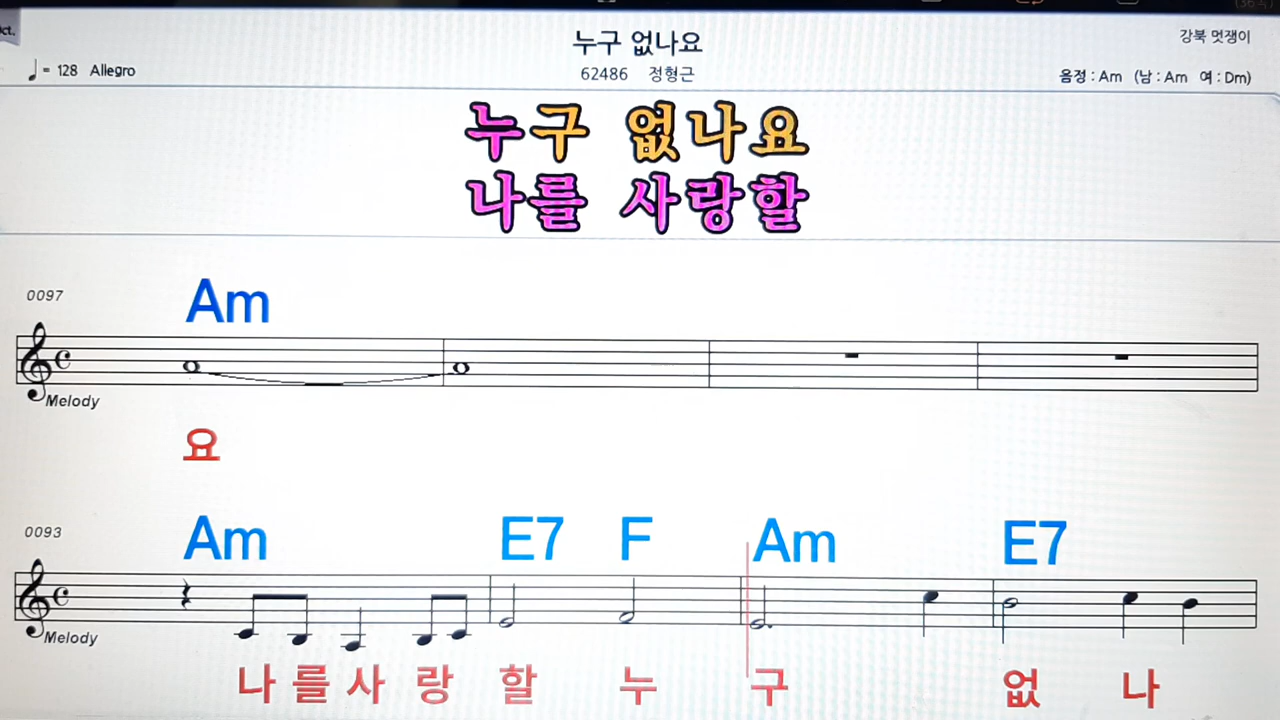 누구 없나요
강북 멋쟁이
♩= 128 Allegro
62486 정형근
음정 : Am (남 : Am 여 : Dm)
누구 없나요
나를 사랑할
0097
Am
Melody
요
0093
Am E7 F Am E7
Melody
나 를 사 랑 할 누 구 없 나